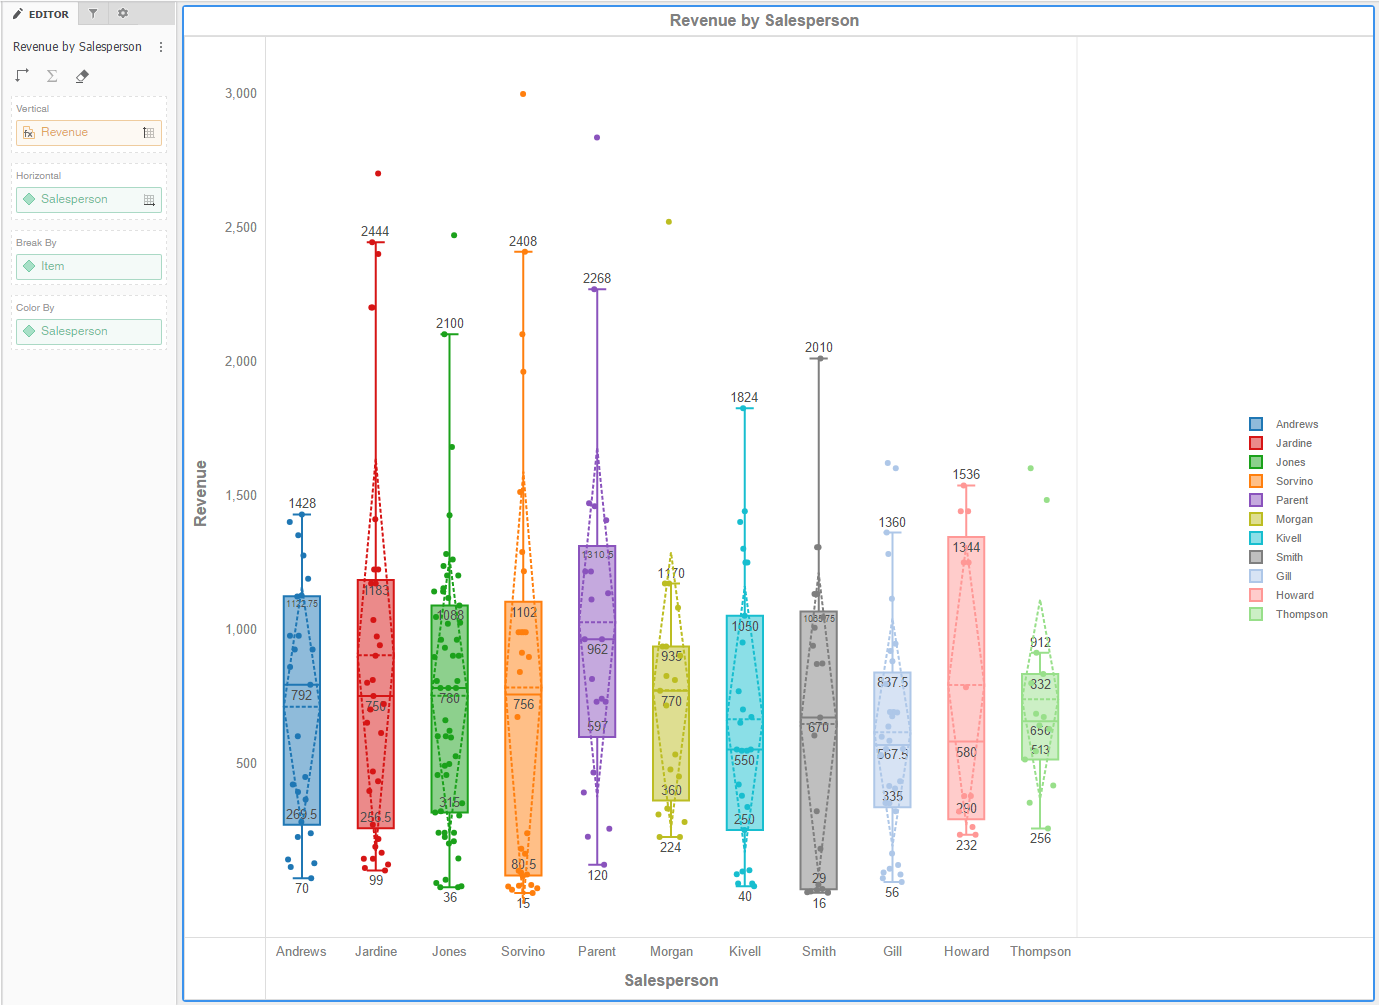 EDITOR
Revenue by Salesperson
Vertical
fx Revenue
Horizontal
Salesperson
Break By
Item
Color By
Salesperson
Revenue by Salesperson
3,000
2,500
2,000
1,500
1,000
500
Revenue
1428
1122.75
792
269.5
70
2444
1183
750
256.5
99
2100
1088
780
315
36
2408
1102
756
80.5
15
2268
1310.5
962
597
120
1170
935
770
360
224
1824
1050
550
250
40
2010
670
29
16
1360
837.5
567.5
335
56
1536
1344
580
290
232
912
832
656
513
256
Andrews Jardine Jones Sorvino Parent Morgan Kivell Smith Gill Howard Thompson
Salesperson
Andrews
Jardine
Jones
Sorvino
Parent
Morgan
Kivell
Smith
Gill
Howard
Thompson